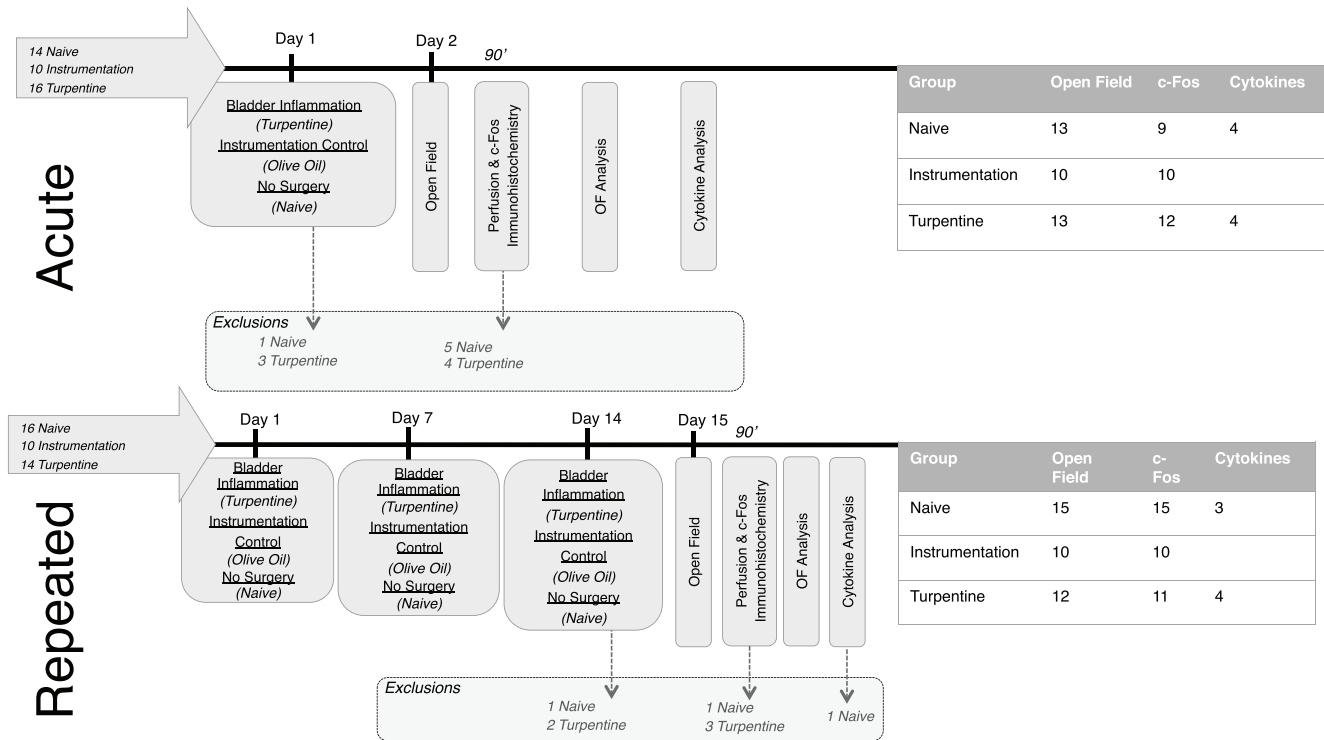 Acute
14 Naive
10 Instrumentation
16 Turpentine
Day 1
Day 2
90’
Bladder Inflammation
(Turpentine)
Instrumentation Control
(Olive Oil)
No Surgery
(Naive)
Open Field
Perfusion & c-Fos
Immunohistochemistry
OF Analysis
Cytokine Analysis
Exclusions
1 Naive
3 Turpentine
5 Naive
4 Turpentine
Group Open Field c-Fos Cytokines
Naive 13 9 4
Instrumentation 10 10
Turpentine 13 12 4
Repeated
16 Naive
10 Instrumentation
14 Turpentine
Day 1
Day 7
Day 14
Day 15
90’
Bladder
Inflammation
(Turpentine)
Instrumentation
Control
(Olive Oil)
No Surgery
(Naive)
Bladder
Inflammation
(Turpentine)
Instrumentation
Control
(Olive Oil)
No Surgery
(Naive)
Bladder
Inflammation
(Turpentine)
Instrumentation
Control
(Olive Oil)
No Surgery
(Naive)
Open Field
Perfusion & c-Fos
Immunohistochemistry
OF Analysis
Cytokine Analysis
Exclusions
1 Naive
2 Turpentine
1 Naive
3 Turpentine
1 Naive
Group Open c- Cytokines
Field Fos
Naive 15 15 3
Instrumentation 10 10
Turpentine 12 11 4